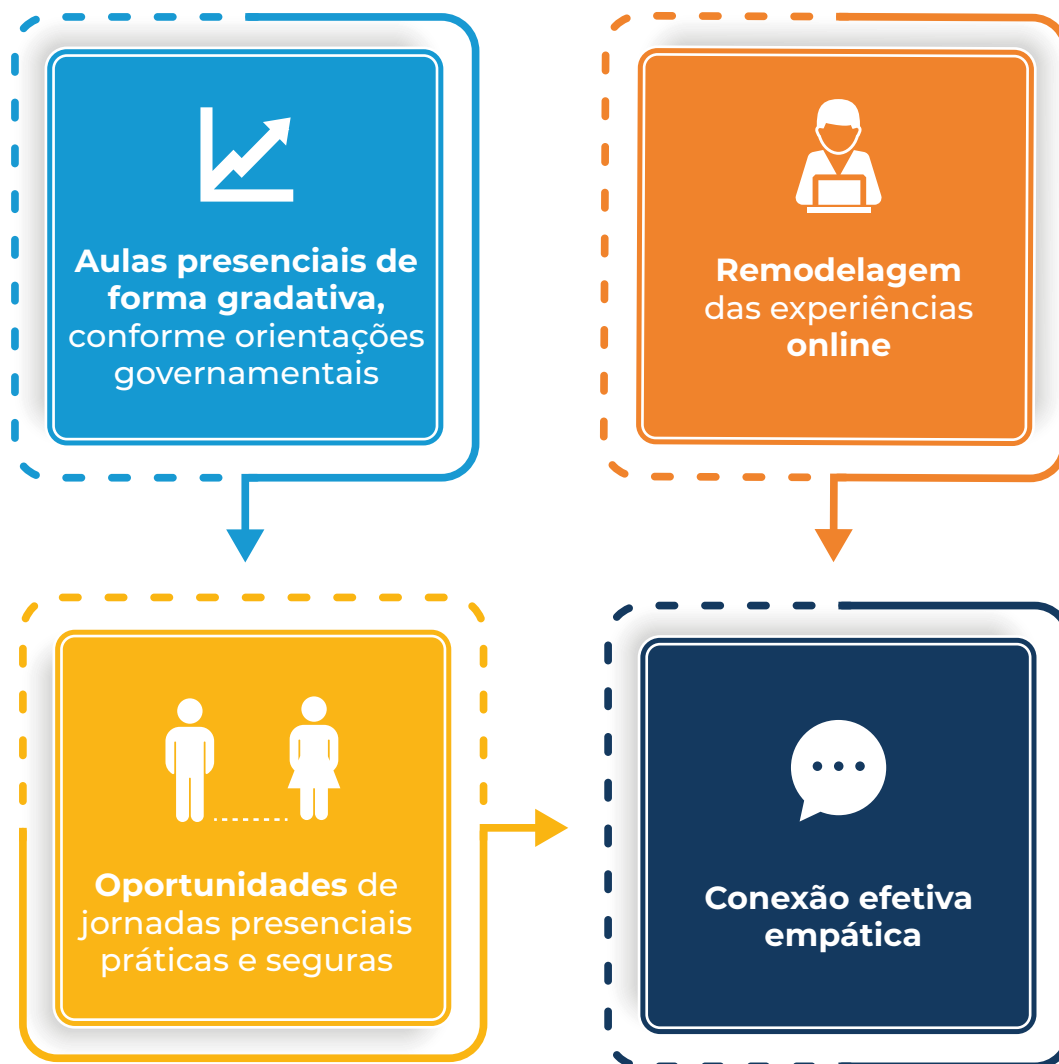 Aulas presenciais de
forma gradativa,
conforme orientações
governamentais
Remodelagem
das experiências
online
Oportunidades de
jornadas presenciais
práticas e seguras
Conexão efetiva
empática